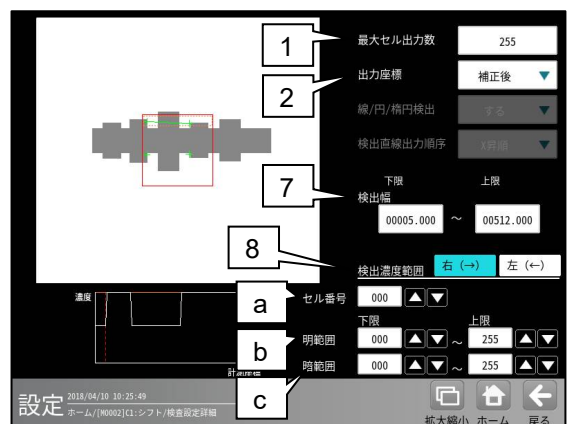 1
最大セル出力数
255
2
出力座標
補正後
線/円/楕円検出
する
検出直線出力順序
X昇順
7
下限
上限
検出幅
00005.000
～
00512.000
8
検出濃度範囲
右（→）
左（←）
濃度
a
セル番号
000
下限
上限
b
明範囲
000
～
255
c
暗範囲
000
～
255
設定
2018/04/10 10:25:49
ホーム/[M0002]C1:シフト/検査設定詳細
拡大縮小
ホーム
戻る